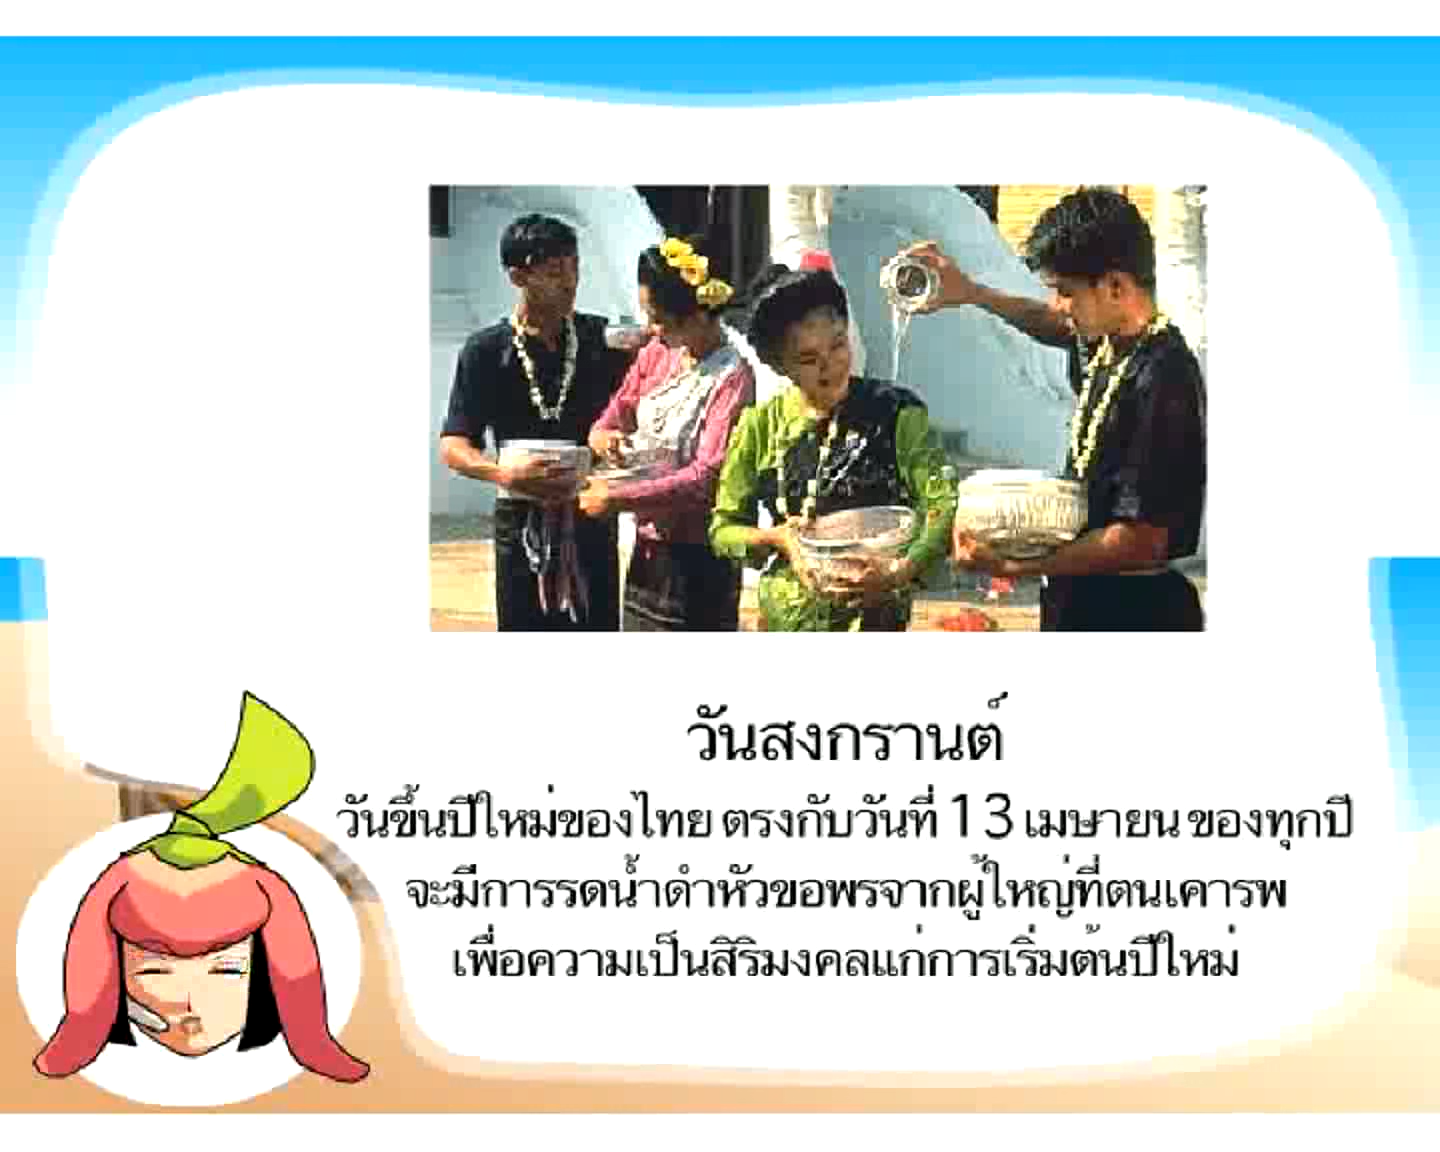 วันสงกรานต์
วันขึ้นปีใหม่ของไทย ตรงกับวันที่ 13 เมษายน ของทุกปี
จะมีการรดน้ำดำหัวขอพรจากผู้ใหญ่ที่ตนเคารพ
เพื่อความเป็นสิริมงคลแก่การเริ่มต้นปีใหม่